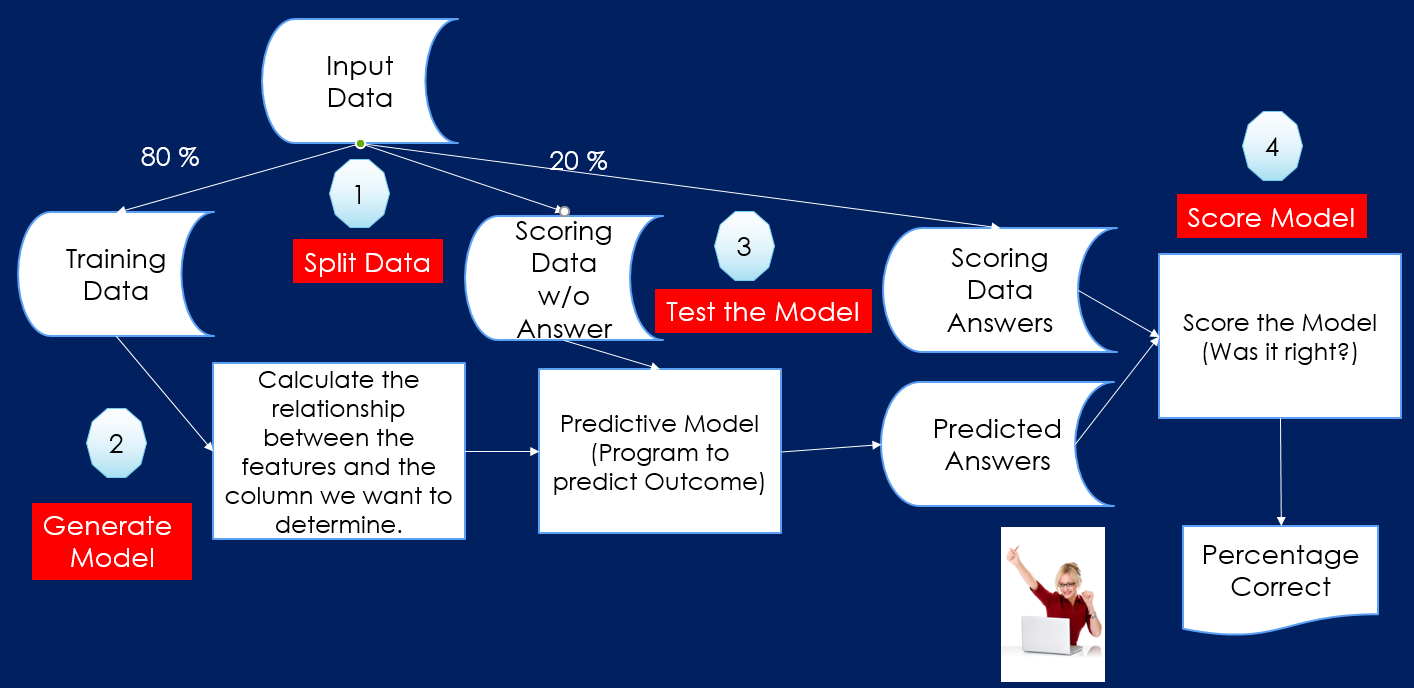 Input
Data
80 %
20 %
1
Split Data
Training
Data
Scoring
Data
w/o
Answer
3
Test the Model
Scoring
Data
Answers
4
Score Model
Score the Model
(Was it right?)
2
Generate
Model
Calculate the
relationship
between the
features and the
column we want to
determine.
Predictive Model
(Program to
predict Outcome)
Predicted
Answers
Percentage
Correct